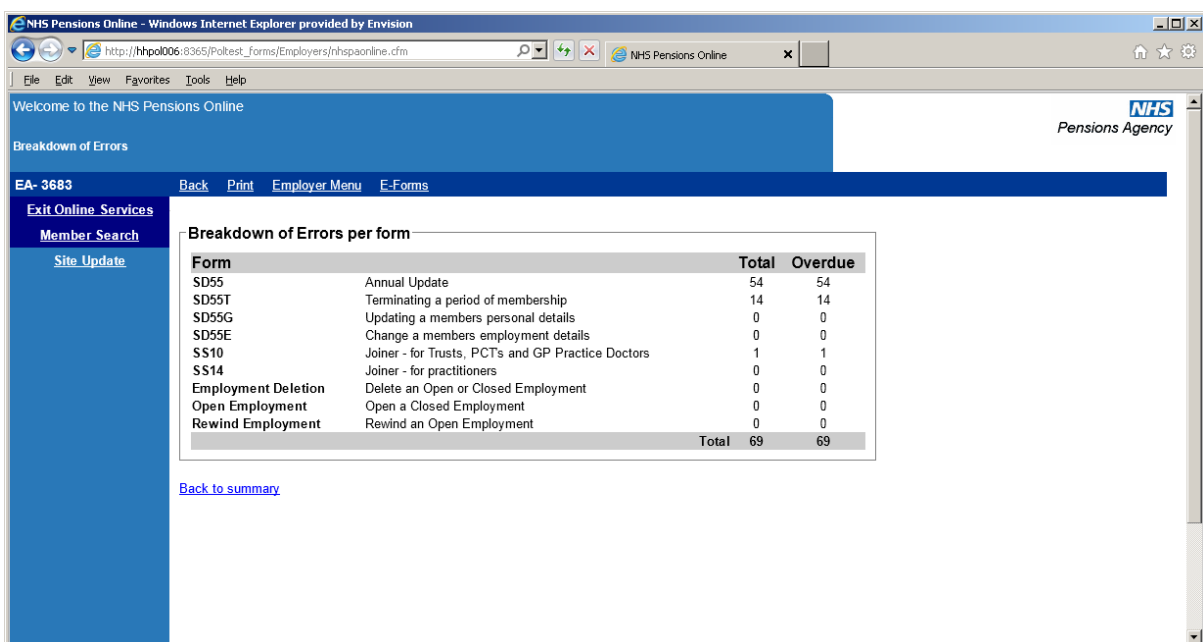 NHS Pensions Online - Windows Internet Explorer provided by Envision
http://hhpol006:8365/Poltest_forms/Employers/nhspaonline.cfm NHS Pensions Online
File Edit View Favorites Tools Help
Welcome to the NHS Pensions Online
NHS
Pensions Agency
Breakdown of Errors
EA- 3683 Back Print Employer Menu E-Forms
Exit Online Services
Member Search
Site Update
Breakdown of Errors per form
Form Total Overdue
SD55 Annual Update 54 54
SD55T Terminating a period of membership 14 14
SD55G Updating a members personal details 0 0
SD55E Change a members employment details 0 0
SS10 Joiner - for Trusts, PCT's and GP Practice Doctors 1 1
SS14 Joiner - for practitioners 0 0
Employment Deletion Delete an Open or Closed Employment 0 0
Open Employment Open a Closed Employment 0 0
Rewind Employment Rewind an Open Employment 0 0
Total 69 69
Back to summary